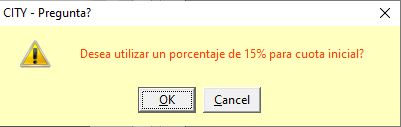 CITY - Pregunta?
Desea utilizar un porcentaje de 15% para cuota inicial?
OK Cancel